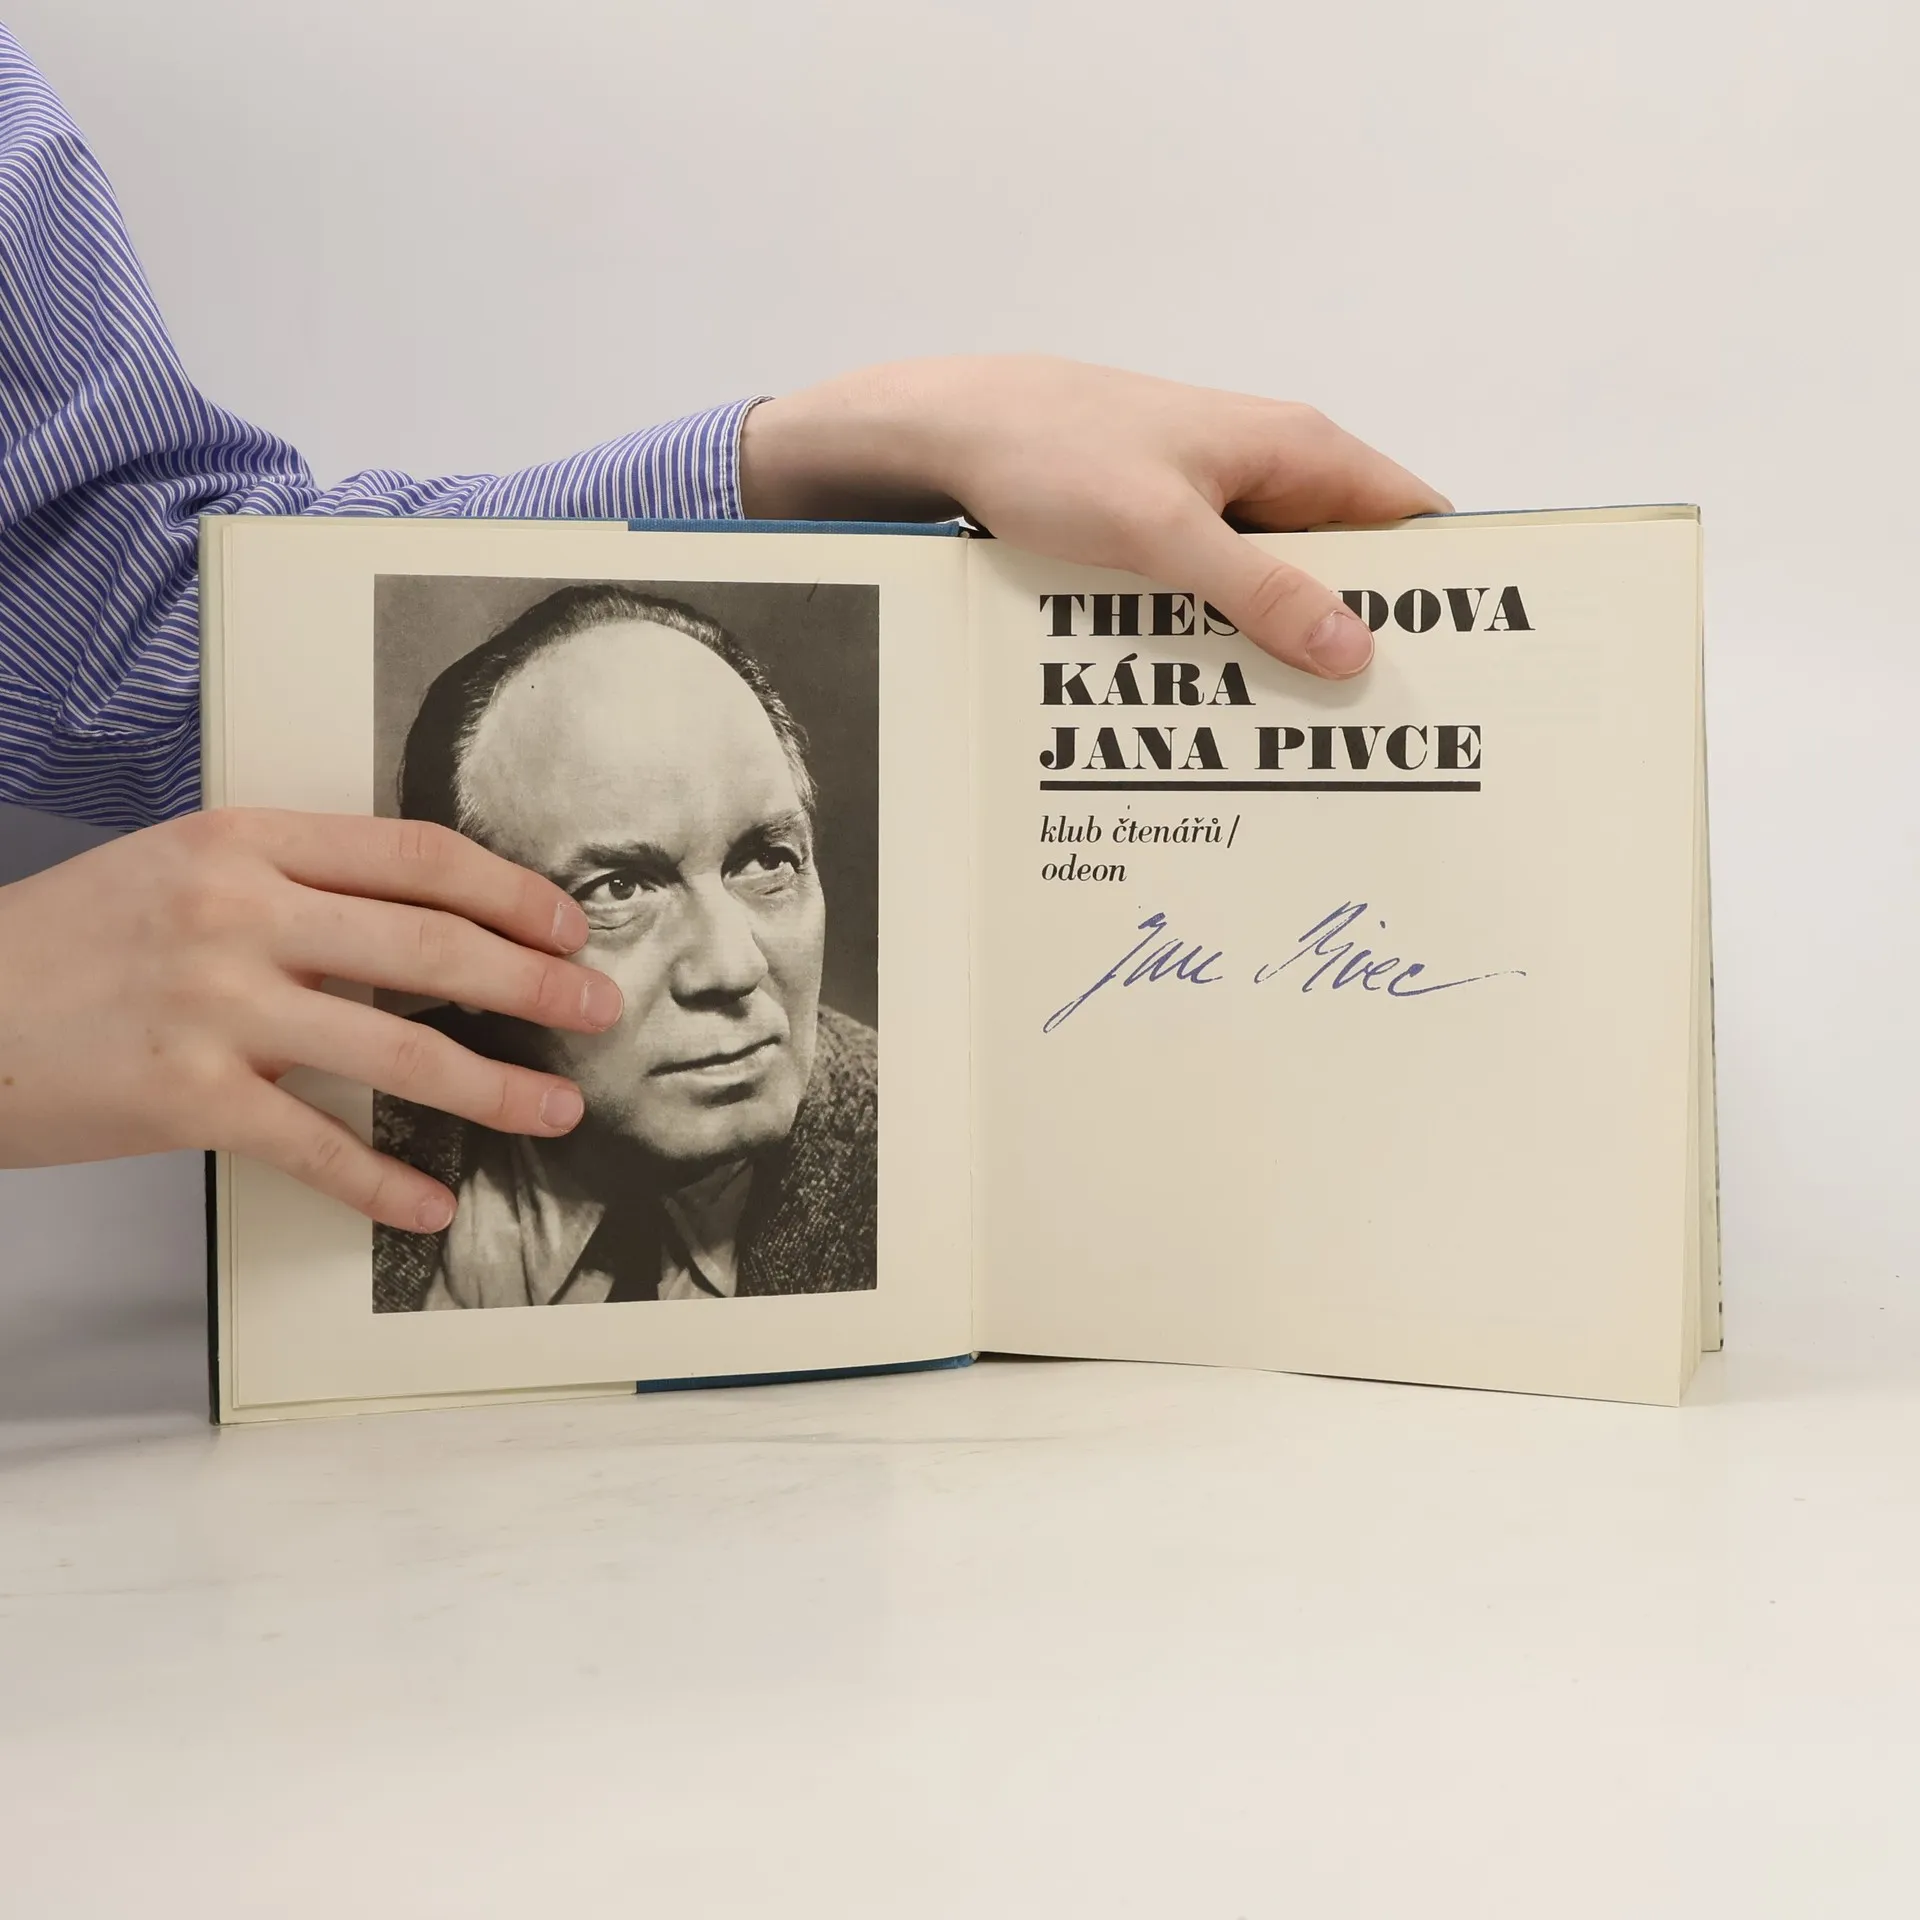 THES DOVA
KÁRA
JANA PIVCE
klub čtenářů/
odeon
Jan Pivec